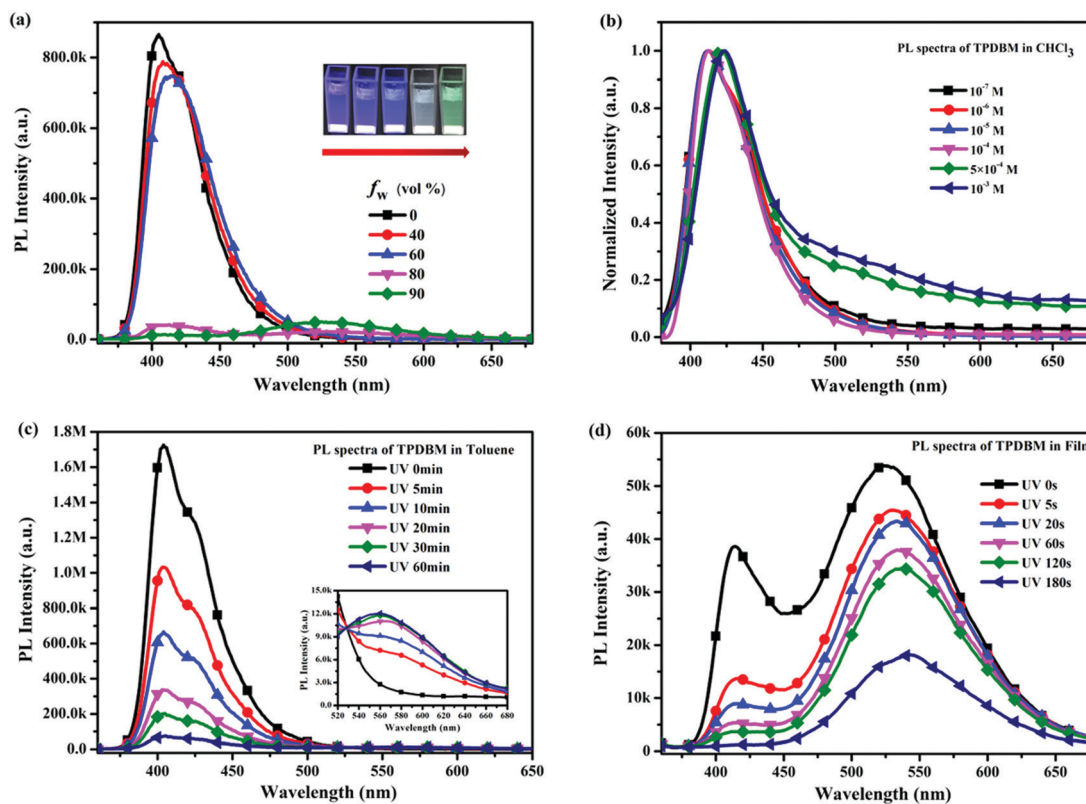 (a)
PL Intensity (a.u.)
800.0k
600.0k
400.0k
200.0k
0.0
400
450
500
550
600
650
Wavelength (nm)
fw (vol %)
0
40
60
80
90
(b)
Normalized Intensity (a.u.)
1.0
0.8
0.6
0.4
0.2
0.0
400
450
500
550
600
650
Wavelength (nm)
PL spectra of TPDBM in CHCl3
10-7 M
10-6 M
10-5 M
10-4 M
5×10-4 M
10-3 M
(c)
PL Intensity (a.u.)
1.8M
1.6M
1.4M
1.2M
1.0M
800.0k
600.0k
400.0k
200.0k
0.0
400
450
500
550
600
650
Wavelength (nm)
PL spectra of TPDBM in Toluene
UV 0min
UV 5min
UV 10min
UV 20min
UV 30min
UV 60min
PL Intensity (a.u.)
15.0k
12.0k
9.0k
6.0k
3.0k
0.0
520 540 560 580 600 620 640 660 680
Wavelength (nm)
(d)
PL Intensity (a.u.)
60k
50k
40k
30k
20k
10k
0
400
450
500
550
600
650
Wavelength (nm)
PL spectra of TPDBM in Film
UV 0s
UV 5s
UV 20s
UV 60s
UV 120s
UV 180s